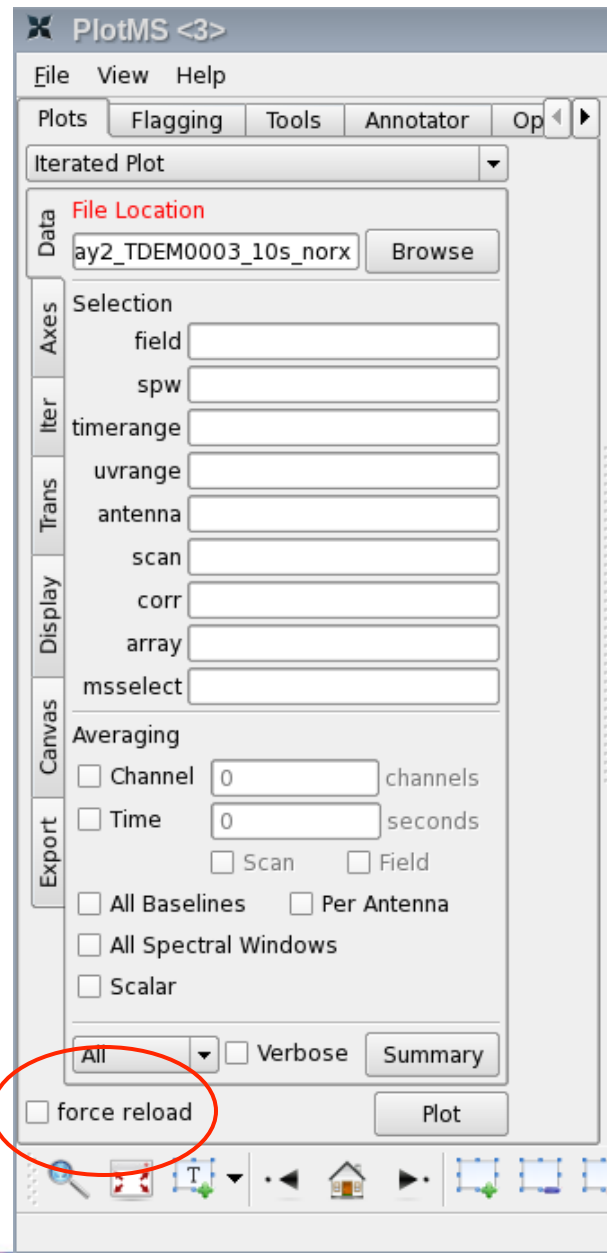 PlotMS <3>
File View Help
Plots Flagging Tools Annotator Op
Iterated Plot
Data
Axes
Iter
Trans
Display
Canvas
Export
File Location
ay2_TDEM0003_10s_norx Browse
Selection
field
spw
timerange
uvrange
antenna
scan
corr
array
msselect
Averaging
Channel 0 channels
Time 0 seconds
Scan Field
All Baselines Per Antenna
All Spectral Windows
Scalar
All Verbose Summary
force reload Plot
T